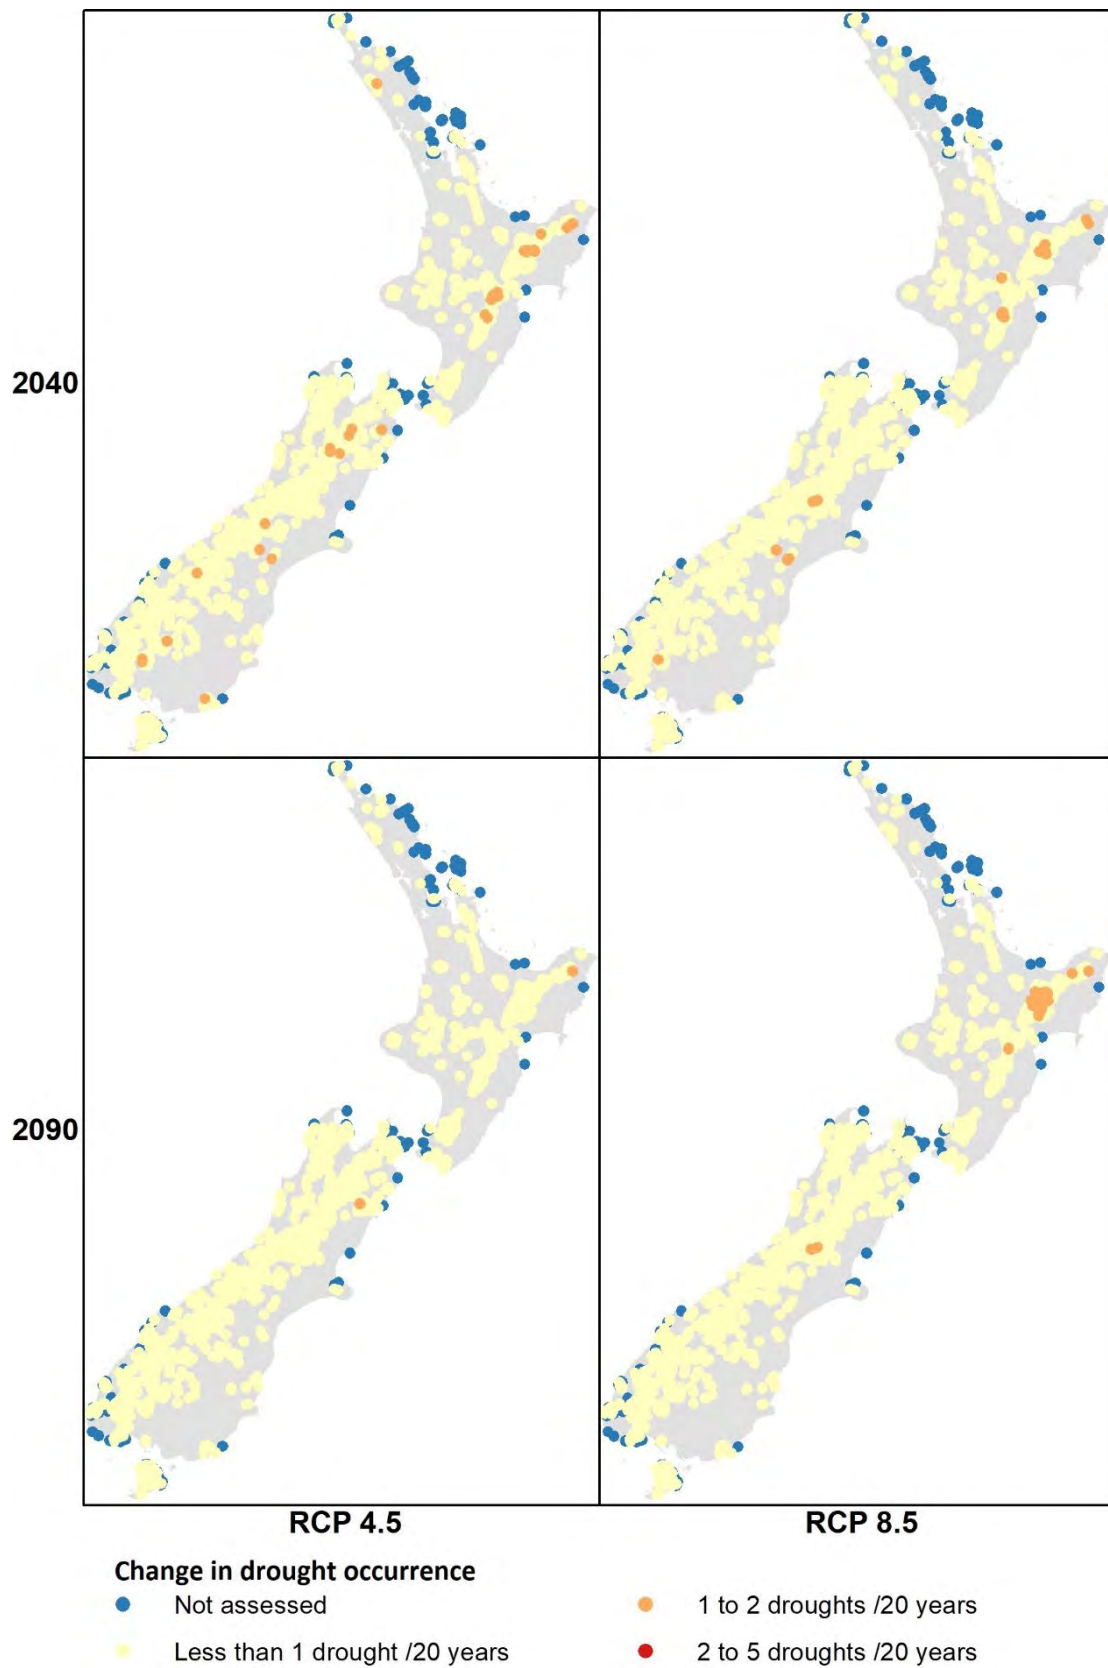 2040
2090
RCP 4.5
RCP 8.5
Change in drought occurrence
Not assessed
1 to 2 droughts /20 years
Less than 1 drought /20 years
2 to 5 droughts /20 years